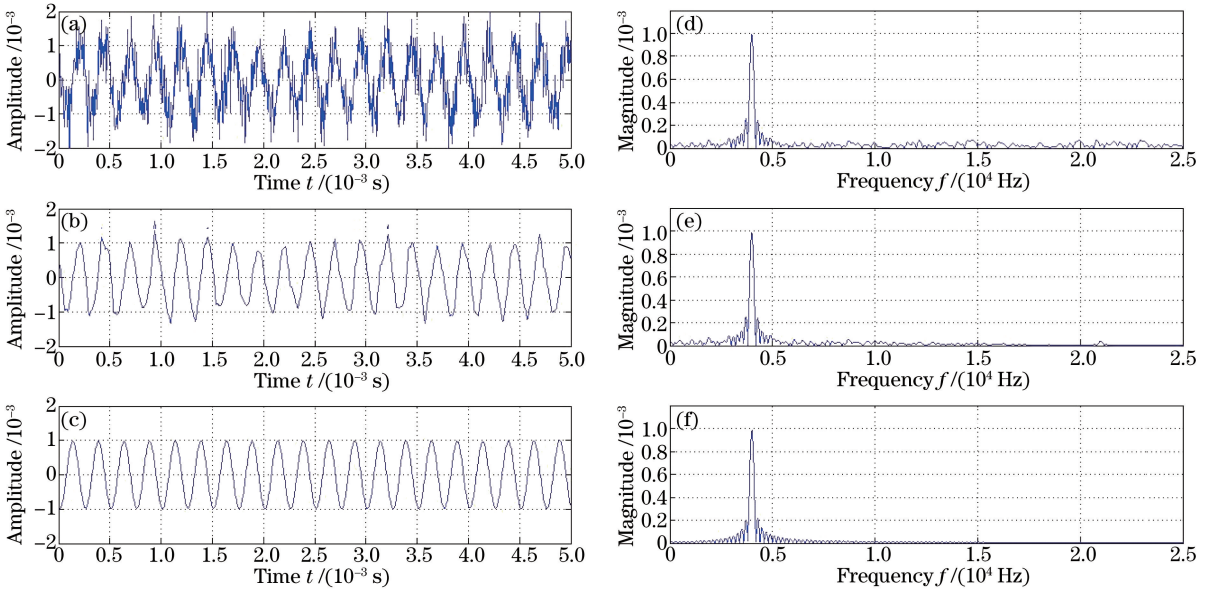 (a)
Amplitude /10⁻³
2
1
0
−1
−2
0 0.5 1.0 1.5 2.0 2.5 3.0 3.5 4.0 4.5 5.0
Time t /(10⁻³ s)
(d)
Magnitude /10⁻³
1.0
0.8
0.6
0.4
0.2
0
0 0.5 1.0 1.5 2.0 2.5
Frequency f /(10⁴ Hz)
(b)
Amplitude /10⁻³
2
1
0
−1
−2
0 0.5 1.0 1.5 2.0 2.5 3.0 3.5 4.0 4.5 5.0
Time t /(10⁻³ s)
(e)
Magnitude /10⁻³
1.0
0.8
0.6
0.4
0.2
0
0 0.5 1.0 1.5 2.0 2.5
Frequency f /(10⁴ Hz)
(c)
Amplitude /10⁻³
2
1
0
−1
−2
0 0.5 1.0 1.5 2.0 2.5 3.0 3.5 4.0 4.5 5.0
Time t /(10⁻³ s)
(f)
Magnitude /10⁻³
1.0
0.8
0.6
0.4
0.2
0
0 0.5 1.0 1.5 2.0 2.5
Frequency f /(10⁴ Hz)